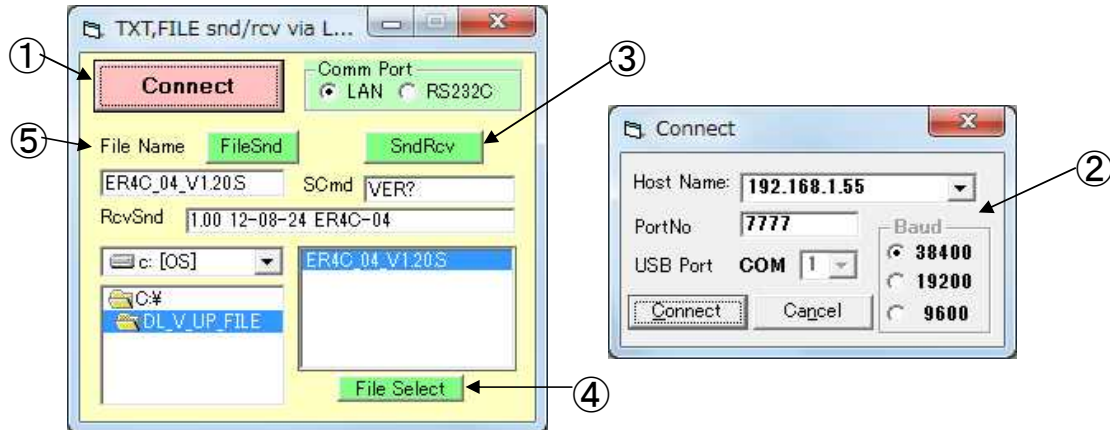 TXT,FILE snd/rcv via L...
①
Connect
Comm Port
LAN RS232C
③
⑤
File Name FileSnd SndRcv
ER4C_04_V1.20.S SCmd VER?
RcvSnd 1.00 12-08-24 ER4C-04
c: [OS]
C:¥
DL_V_UP_FILE
ER4C_04_V1.20.S
File Select
④
Connect
②
Host Name: 192.168.1.55
PortNo 7777
Baud
USB Port COM 1
38400
19200
9600
Connect Cancel